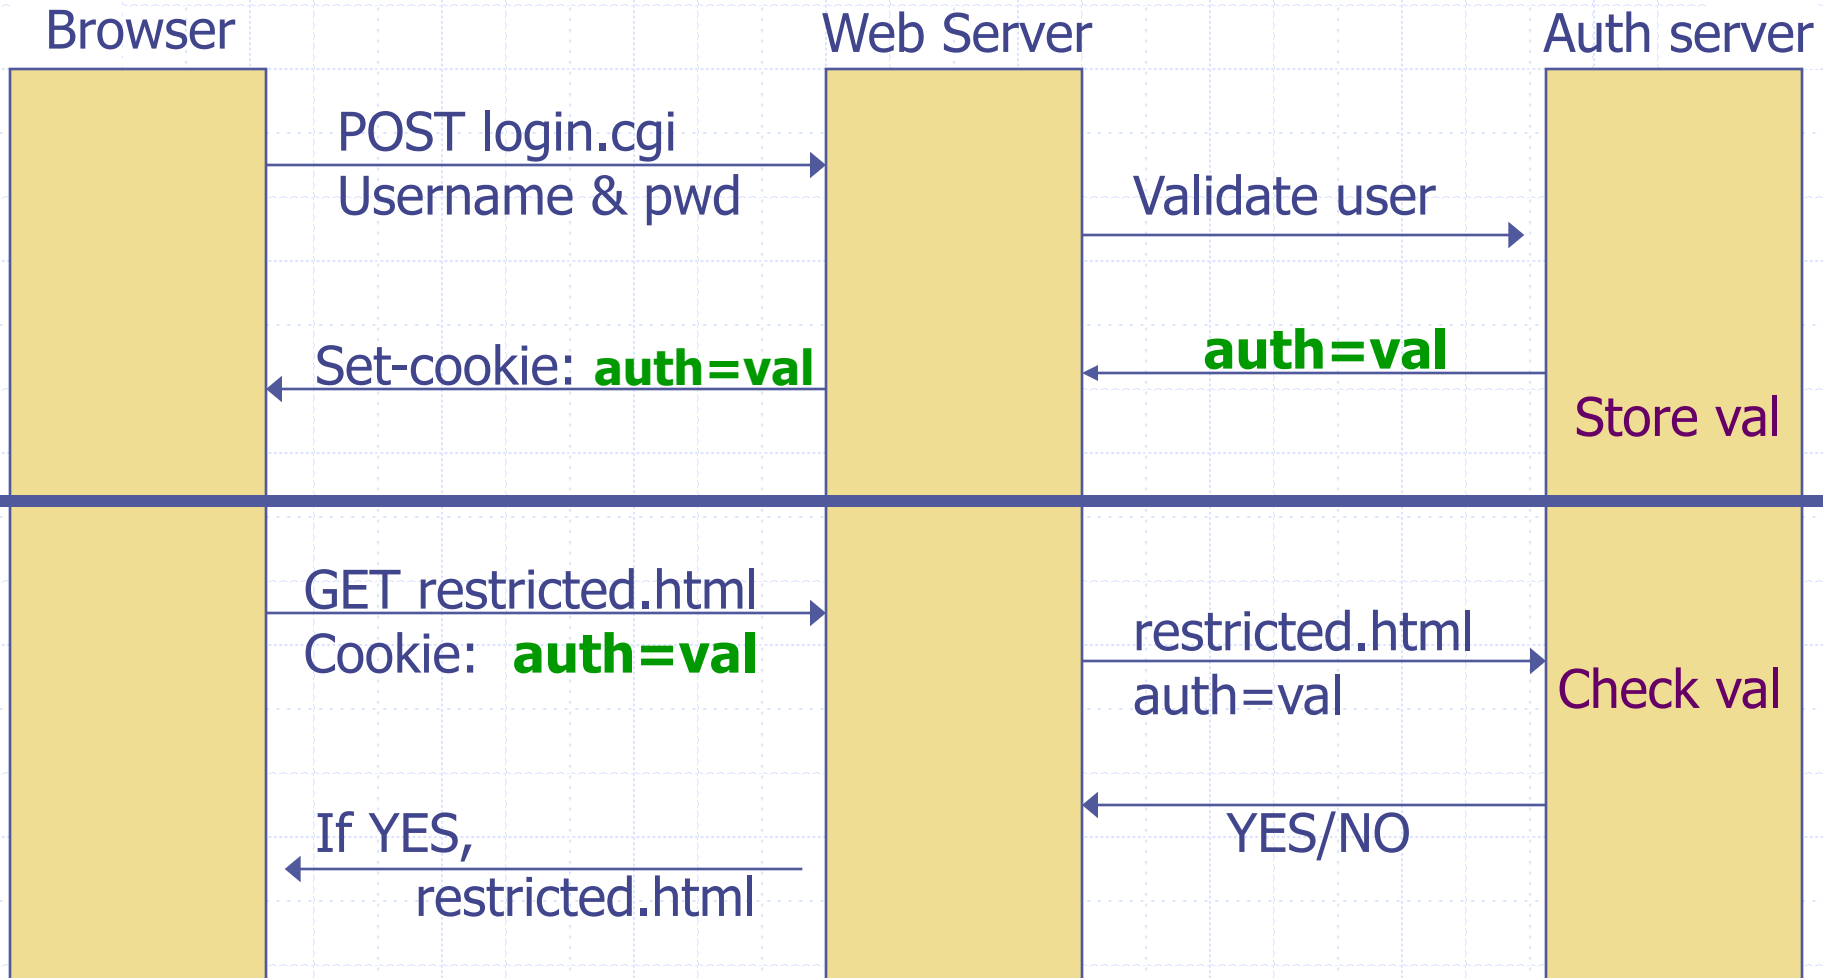 Browser
Web Server
Auth server
POST login.cgi
Username & pwd
Validate user
Set-cookie: auth=val
auth=val
Store val
GET restricted.html
Cookie: auth=val
restricted.html
auth=val
Check val
YES/NO
If YES,
restricted.html